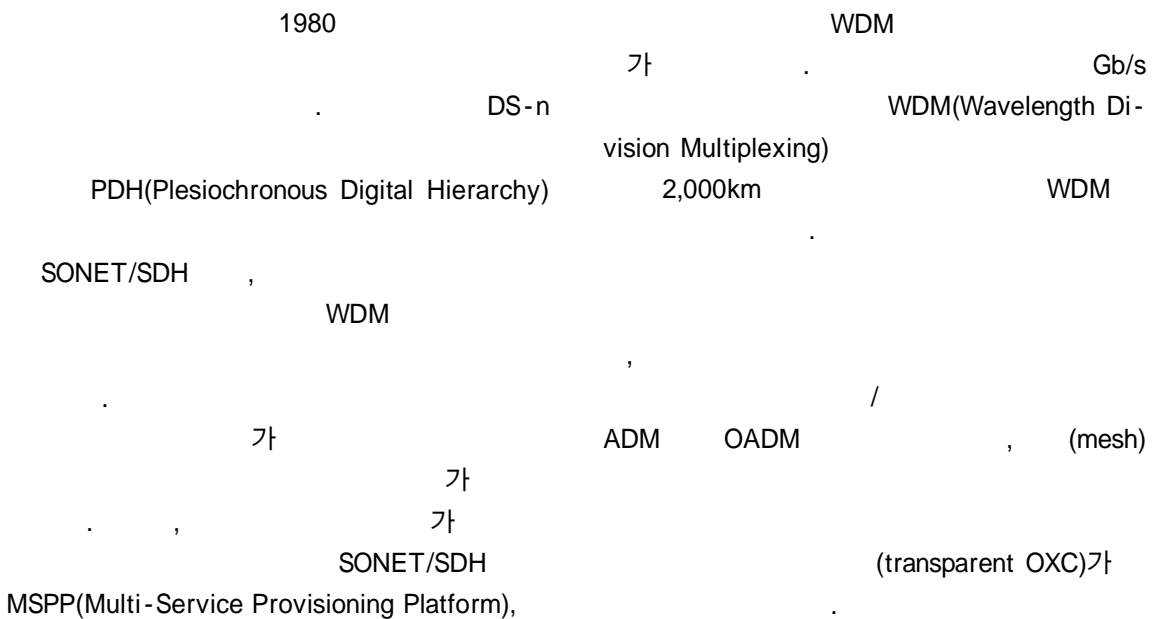 1980
. DS-n
PDH(Plesiochronous Digital Hierarchy)
SONET/SDH ,
WDM
.
가
가
. , 가
SONET/SDH
MSPP(Multi-Service Provisioning Platform),
WDM
가 . Gb/s
WDM(Wavelength Di-
vision Multiplexing)
2,000km WDM
.
,
/
ADM OADM , (mesh)
(transparent OXC)가
.